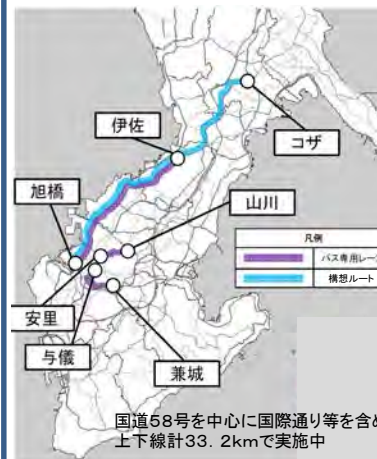 コザ
伊佐
旭橋
山川
凡例
バス専用レー
構想ルート
安里
与儀
兼城
国道58号を中心に国際通り等を含め
上下線計33.2kmで実施中